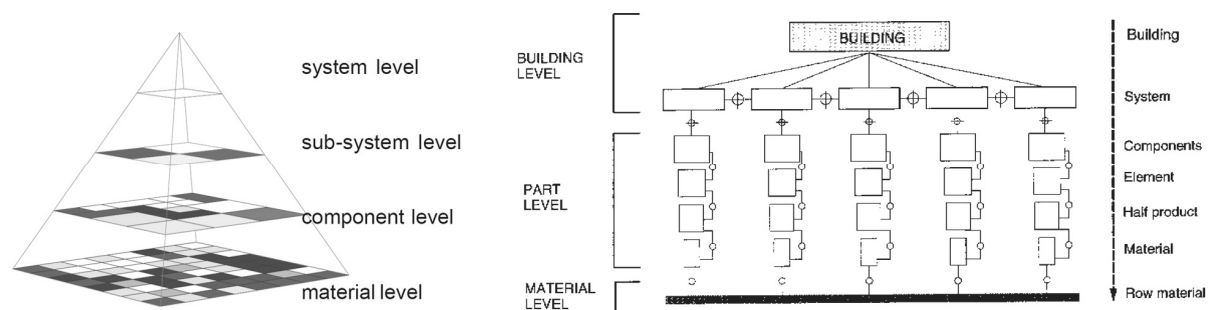 system level
sub-system level
component level
material level
BUILDING
LEVEL
PART
LEVEL
MATERIAL
LEVEL
BUILDING
Building
System
Components
Element
Half product
Material
Row material